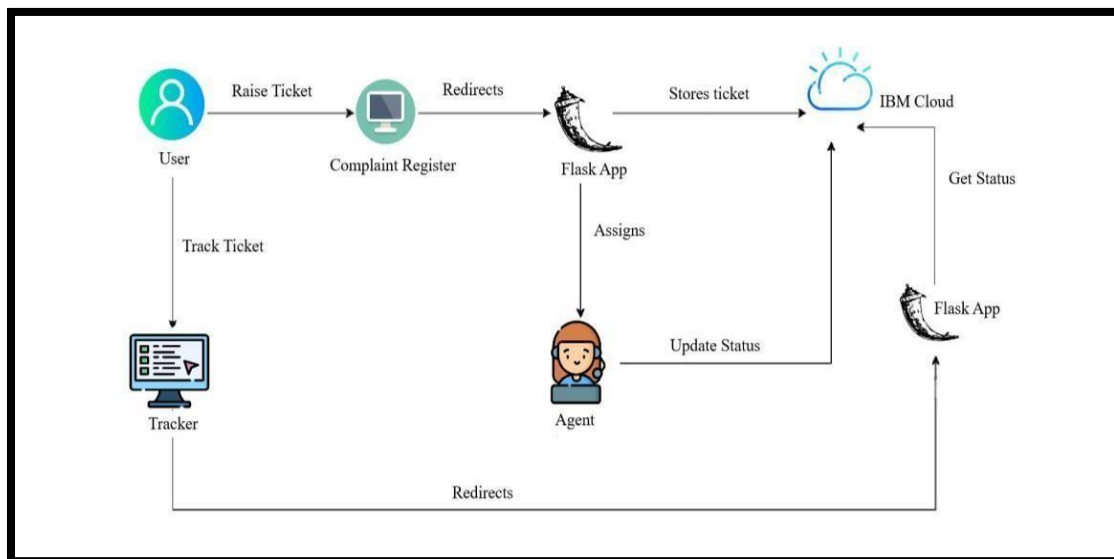 Raise Ticket
Redirects
Stores ticket
IBM Cloud
User
Complaint Register
Flask App
Get Status
Track Ticket
Assigns
Flask App
Update Status
Tracker
Agent
Redirects